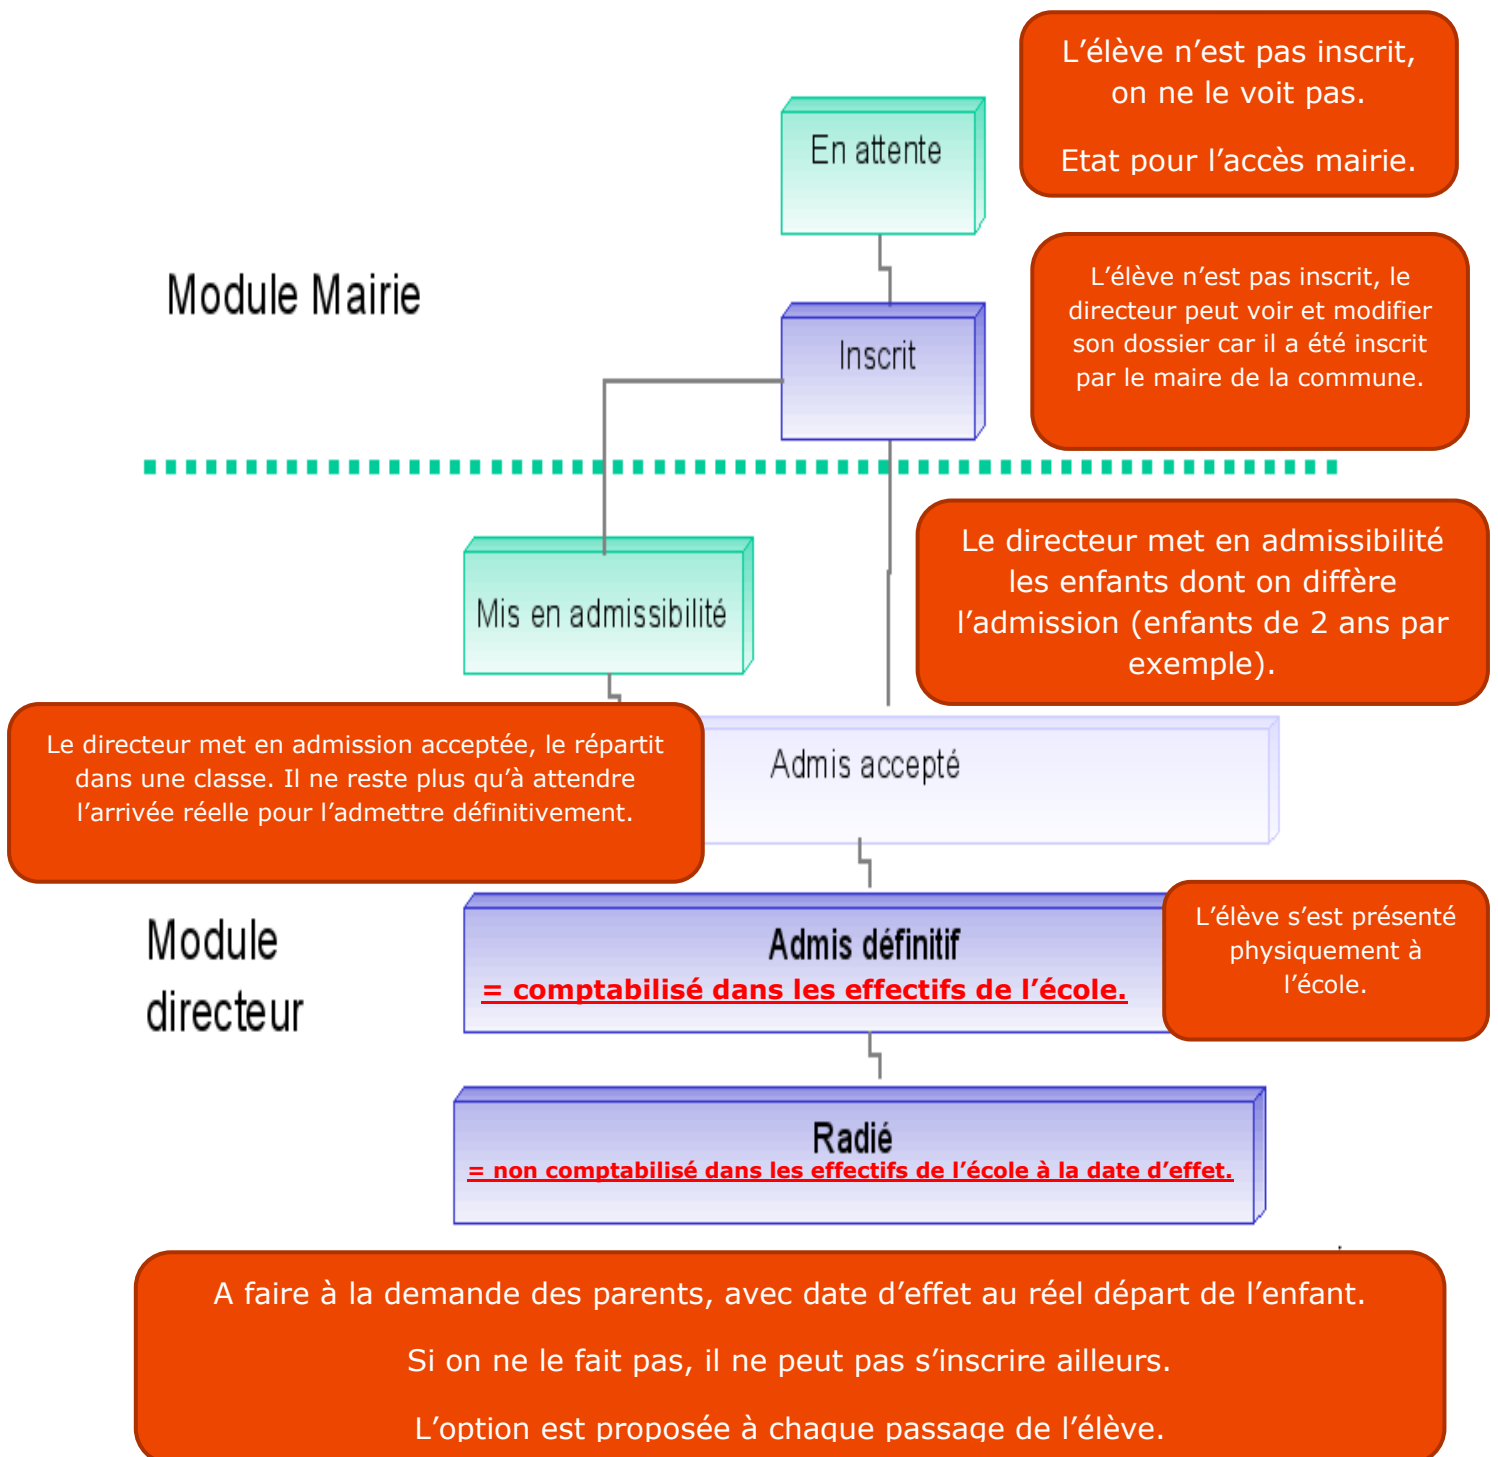 L’élève n’est pas inscrit,
on ne le voit pas.
Etat pour l’accès mairie.
En attente
Module Mairie
L’élève n’est pas inscrit, le
directeur peut voir et modifier
son dossier car il a été inscrit
par le maire de la commune.
Inscrit
Le directeur met en admissibilité
les enfants dont on diffère
l’admission (enfants de 2 ans par
exemple).
Mis en admissibilité
Le directeur met en admission acceptée, le répartit
dans une classe. Il ne reste plus qu’à attendre
l’arrivée réelle pour l’admettre définitivement.
Admis accepté
Module
directeur
Admis définitif
= comptabilisé dans les effectifs de l’école.
L’élève s’est présenté
physiquement à
l’école.
Radié
= non comptabilisé dans les effectifs de l’école à la date d’effet.
A faire à la demande des parents, avec date d’effet au réel départ de l’enfant.
Si on ne le fait pas, il ne peut pas s’inscrire ailleurs.
L’option est proposée à chaque passage de l’élève.